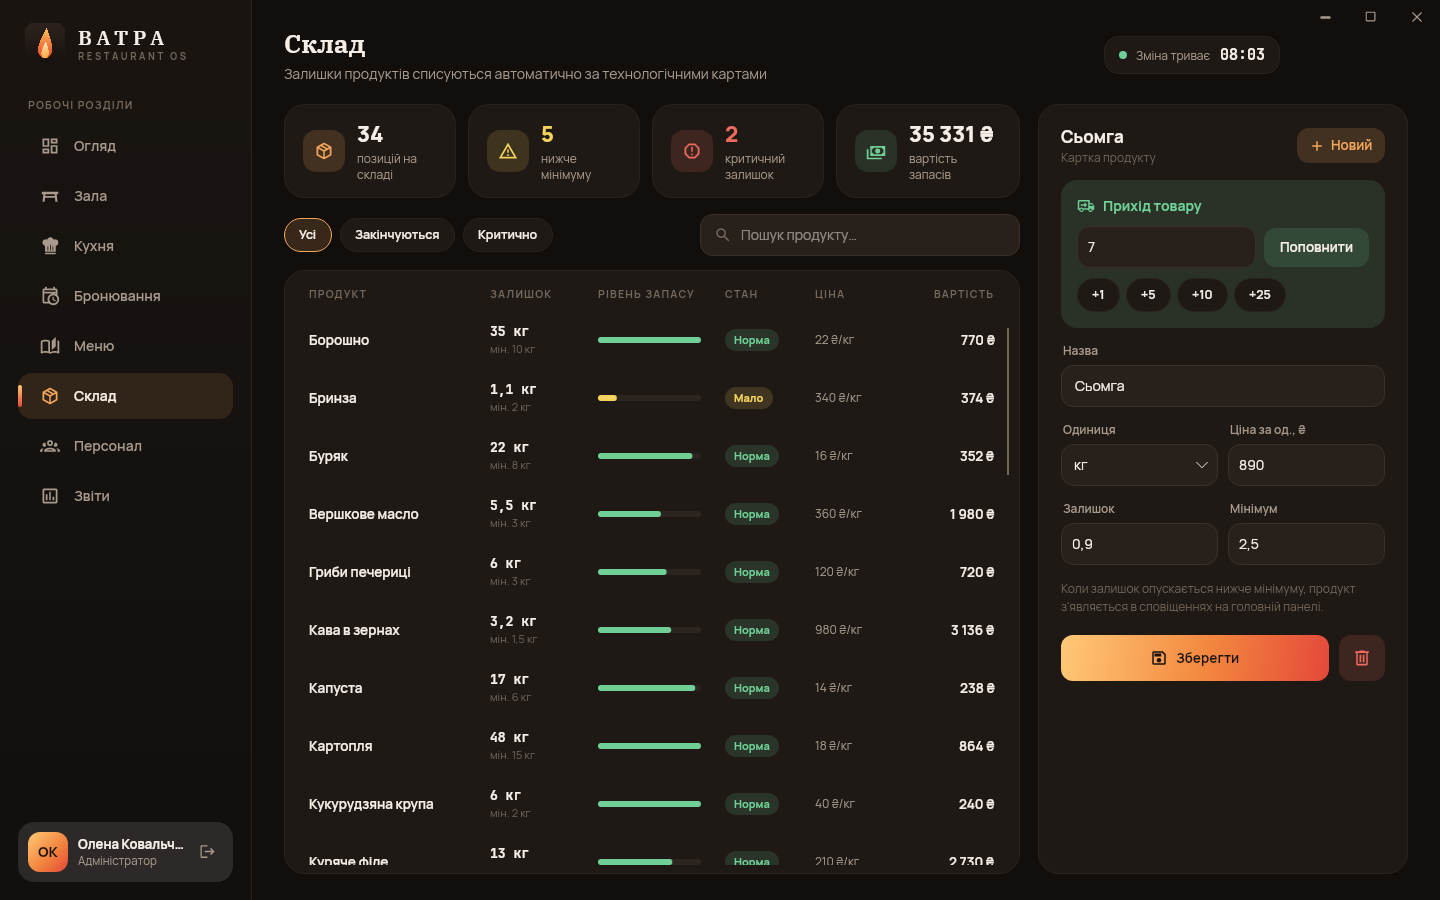 ВАТРА
RESTAURANT OS
РОБОЧІ РОЗДІЛИ
Огляд
Зала
Кухня
Бронювання
Меню
Склад
Персонал
Звіти
ОК
Олена Ковальч...
Адміністратор
Склад
Залишки продуктів списуються автоматично за технологічними картами
Зміна триває 08:03
34
позицій на
складі
5
нижче
мінімуму
2
критичний
залишок
35 331 ₴
вартість
запасів
Усі
Закінчуються
Критично
Пошук продукту...
ПРОДУКТ ЗАЛИШОК РІВЕНЬ ЗАПАСУ СТАН ЦІНА ВАРТІСТЬ
Борошно 35 кг Норма 22 ₴/кг 770 ₴
мін. 10 кг
Бринза 1,1 кг Мало 340 ₴/кг 374 ₴
мін. 2 кг
Буряк 22 кг Норма 16 ₴/кг 352 ₴
мін. 8 кг
Вершкове масло 5,5 кг Норма 360 ₴/кг 1 980 ₴
мін. 3 кг
Гриби печериці 6 кг Норма 120 ₴/кг 720 ₴
мін. 3 кг
Кава в зернах 3,2 кг Норма 980 ₴/кг 3 136 ₴
мін. 1,5 кг
Капуста 17 кг Норма 14 ₴/кг 238 ₴
мін. 6 кг
Картопля 48 кг Норма 18 ₴/кг 864 ₴
мін. 15 кг
Кукурудзяна крупа 6 кг Норма 40 ₴/кг 240 ₴
мін. 2 кг
Куряче філе 13 кг Норма 210 ₴/кг 2 730 ₴
Сьомга
Картка продукту
+ Новий
Прихід товару
7
Поповнити
+1 +5 +10 +25
Назва
Сьомга
Одиниця Ціна за од., ₴
кг 890
Залишок Мінімум
0,9 2,5
Коли залишок опускається нижче мінімуму, продукт
з'являється в сповіщеннях на головній панелі.
Зберегти